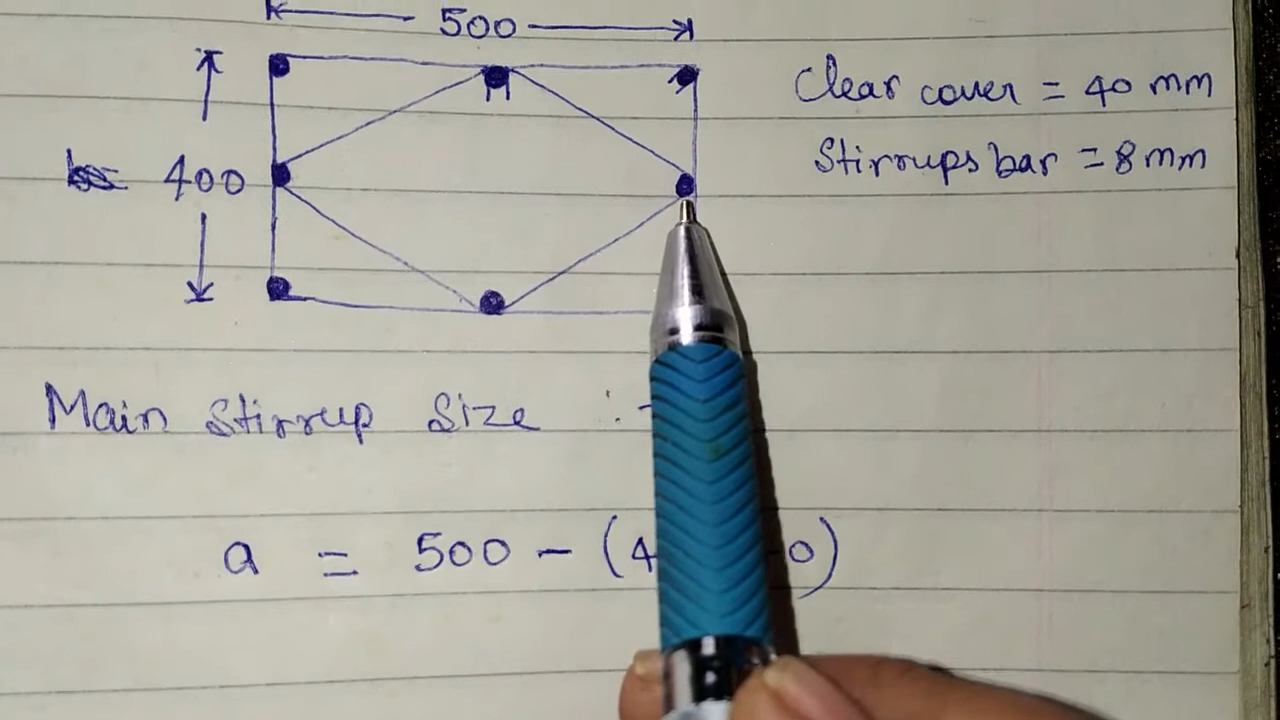 500
Clear cover = 40 mm
Stirrups bar = 8 mm
400
Main Stirrup Size :-
a = 500 - (4 0)